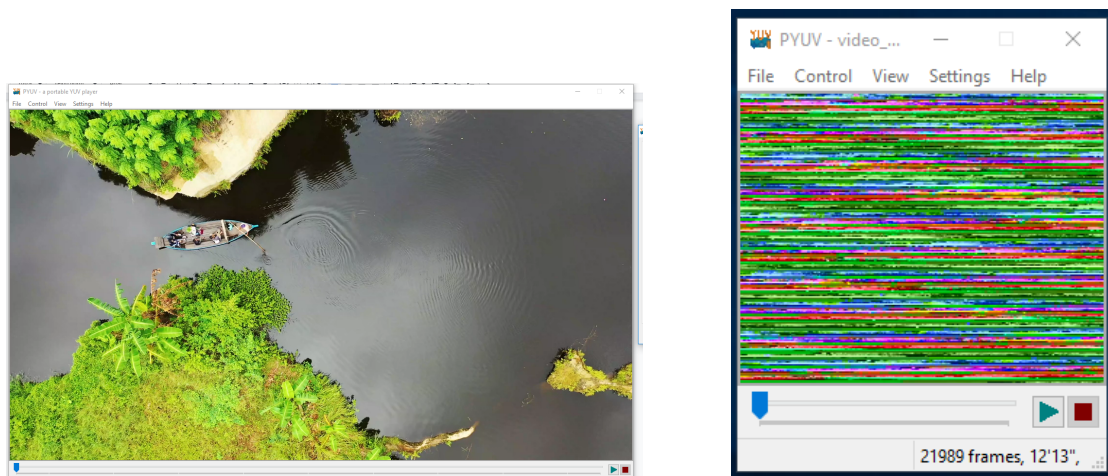 PYUV - a portable YUV player
File Control View Settings Help
YUV PYUV - video_...
File Control View Settings Help
21989 frames, 12'13",